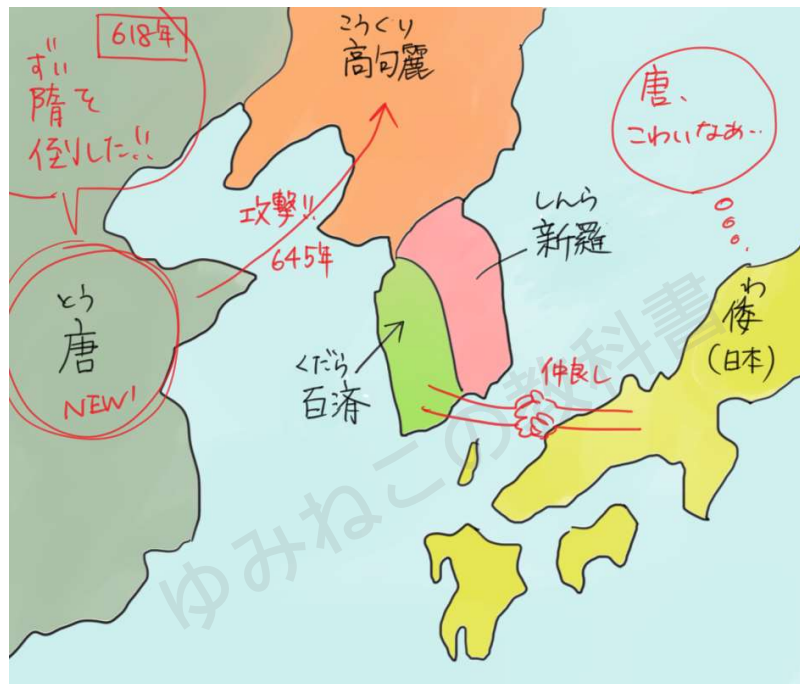 618年
ずい
隋を
倒した!!
こうくり
高句麗
唐、
こわいなぁ…
攻撃!!
645年
しんら
新羅
とう
唐
NEW!
くだら
百済
仲良し
わ
倭
(日本)
ゆみねこの教科書